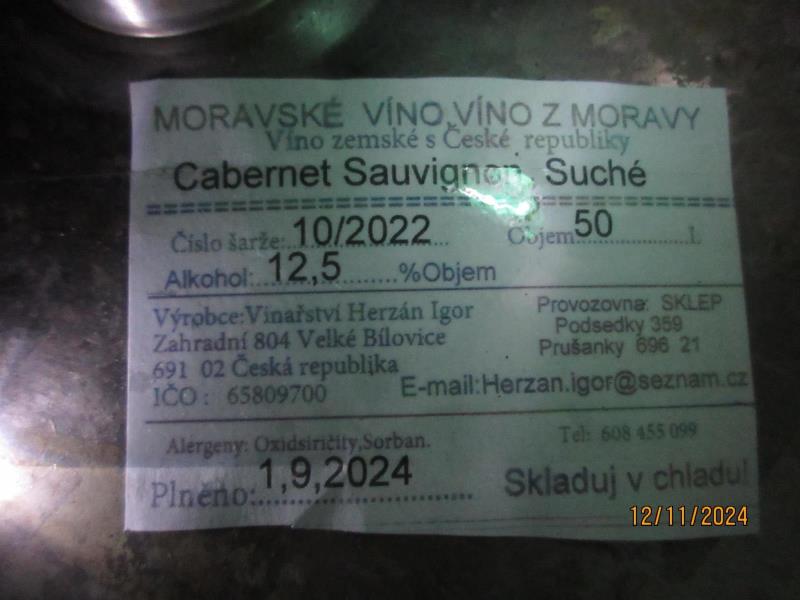 MORAVSKÉ VÍNO,VÍNO Z MORAVY
Víno zemské s České republiky
Cabernet Sauvignon, Suché
Číslo šarže:..10/2022.. Objem 50..............l.
Alkohol:..12,5.......%Objem
Výrobce:Vinařství Herzán Igor
Zahradní 804 Velké Bílovice
691 02 Česká republika
IČO : 65809700
Provozovna: SKLEP
Podsedky 359
Prušanky 696 21
E-mail:Herzan.igor@seznam.cz
Alergeny: Oxidsiričitý,Sorban.
Tel: 608 455 099
Plněno:1,9,2024
Skladuj v chladu!
12/11/2024